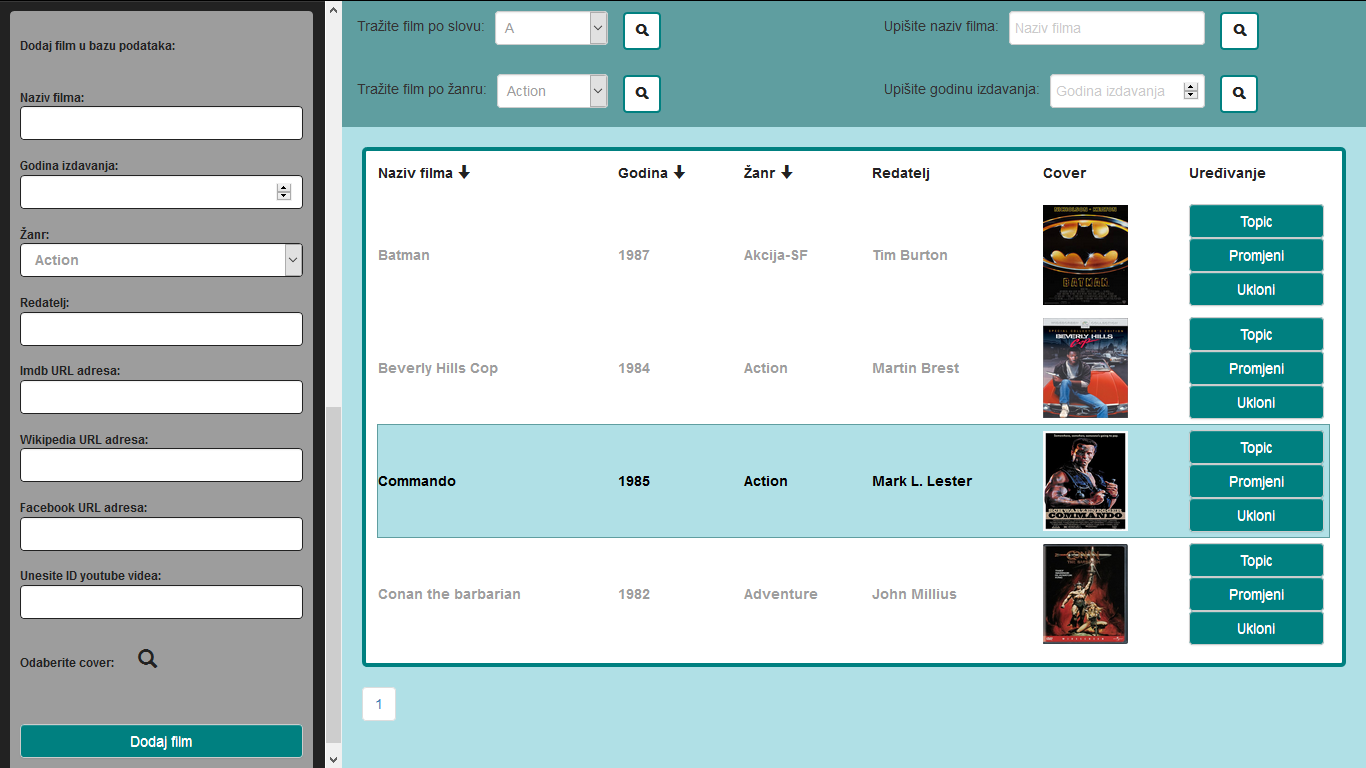 Dodaj film u bazu podataka:
Naziv filma:
Godina izdavanja:
Žanr:
Action
Redatelj:
Imdb URL adresa:
Wikipedia URL adresa:
Facebook URL adresa:
Unesite ID youtube videa:
Odaberite cover:
Dodaj film
Tražite film po slovu: A
Upišite naziv filma: Naziv filma
Tražite film po žanru: Action
Upišite godinu izdavanja: Godina izdavanja
Naziv filma Godina Žanr Redatelj Cover Uređivanje
NICHOLSON · KEATON
BATMAN
Batman 1987 Akcija-SF Tim Burton
Topic
Promjeni
Ukloni
BEVERLY HILLS
Cop
Beverly Hills Cop 1984 Action Martin Brest
Topic
Promjeni
Ukloni
SCHWARZENEGGER
COMMANDO
Commando 1985 Action Mark L. Lester
Topic
Promjeni
Ukloni
CONAN
THE BARBARIAN
Conan the barbarian 1982 Adventure John Millius
Topic
Promjeni
Ukloni
1